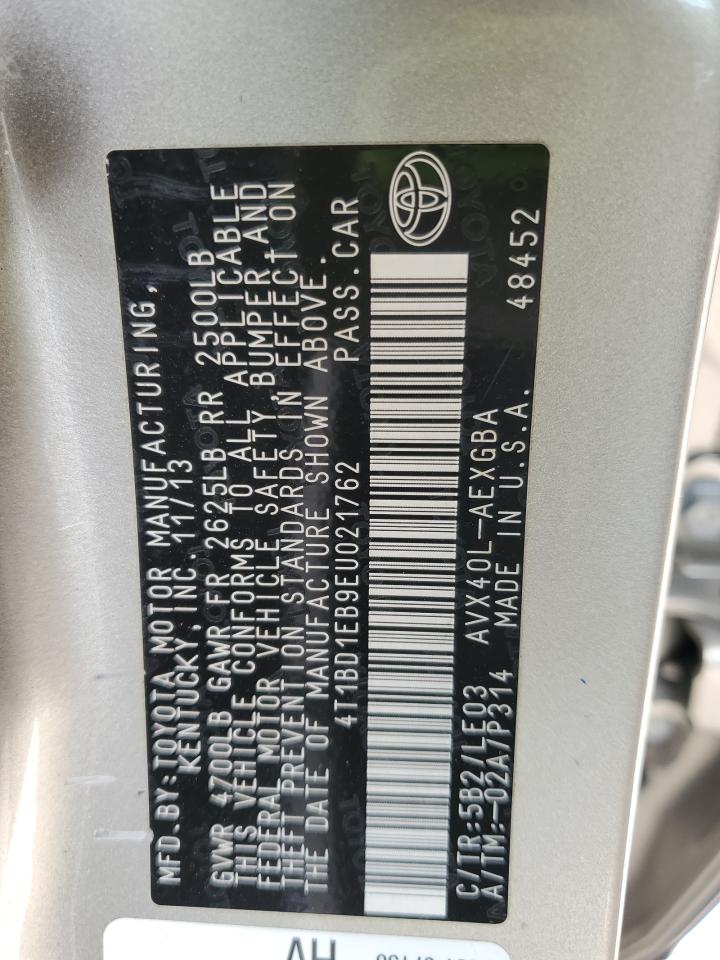 MFD.BY:TOYOTA MOTOR MANUFACTURING,
KENTUCKY, INC. 11/13
GVWR 4700LB GAWR FR 2625LB RR 2500LB
THIS VEHICLE CONFORMS TO ALL APPLICABLE
FEDERAL MOTOR VEHICLE SAFETY, BUMPER AND
THEFT PREVENTION STANDARDS IN EFFECT ON
THE DATE OF MANUFACTURE SHOWN ABOVE.
4T1BD1EB9EU021762 PASS.CAR
C/TR:5B2/LE03 AVX40L-AEXGBA
A/TM:-02A/P314 MADE IN U.S.A. 48452
AH